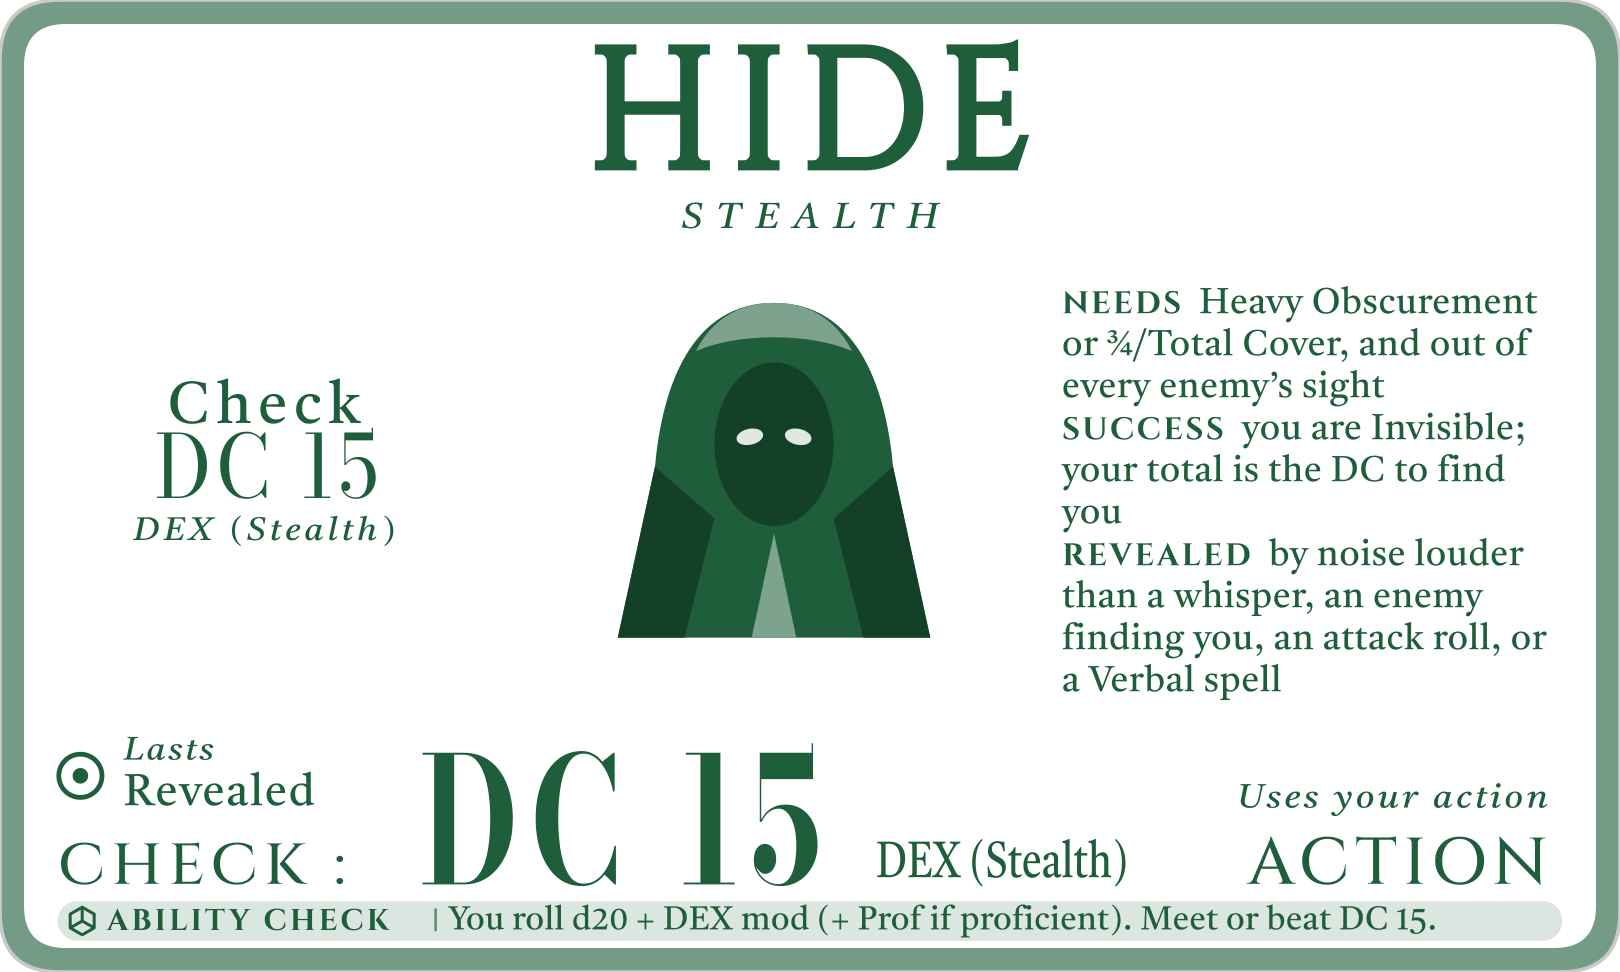 HIDE
STEALTH
Check
DC 15
DEX (Stealth)
NEEDS Heavy Obscurement
or ¾/Total Cover, and out of
every enemy’s sight
SUCCESS you are Invisible;
your total is the DC to find
you
REVEALED by noise louder
than a whisper, an enemy
finding you, an attack roll, or
a Verbal spell
Lasts
Revealed
CHECK :
DC 15
DEX (Stealth)
Uses your action
ACTION
ABILITY CHECK | You roll d20 + DEX mod (+ Prof if proficient). Meet or beat DC 15.